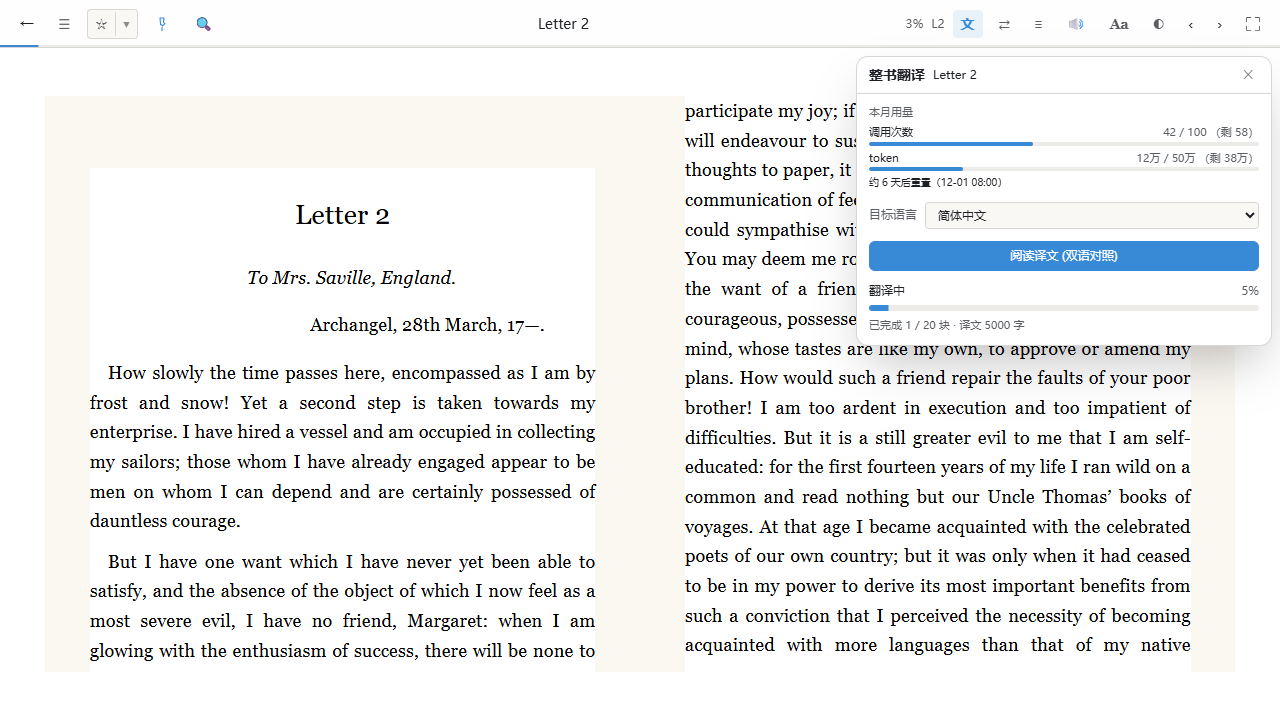 ←
Letter 2
3% L2 文 Aa
Letter 2
To Mrs. Saville, England.
Archangel, 28th March, 17—.
How slowly the time passes here, encompassed as I am by
frost and snow! Yet a second step is taken towards my
enterprise. I have hired a vessel and am occupied in collecting
my sailors; those whom I have already engaged appear to be
men on whom I can depend and are certainly possessed of
dauntless courage.
But I have one want which I have never yet been able to
satisfy, and the absence of the object of which I now feel as a
most severe evil, I have no friend, Margaret: when I am
glowing with the enthusiasm of success, there will be none to
participate my joy; if
will endeavour to
thoughts to paper, it
communication of
could sympathise
You may deem me
the want of a
courageous,
mind, whose tastes are like my own, to approve or amend my
plans. How would such a friend repair the faults of your poor
brother! I am too ardent in execution and too impatient of
difficulties. But it is a still greater evil to me that I am self-
educated: for the first fourteen years of my life I ran wild on a
common and read nothing but our Uncle Thomas’ books of
voyages. At that age I became acquainted with the celebrated
poets of our own country; but it was only when it had ceased
to be in my power to derive its most important benefits from
such a conviction that I perceived the necessity of becoming
acquainted with more languages than that of my native
整书翻译 Letter 2
本月用量
调用次数 42 / 100 (剩 58)
token 12万 / 50万 (剩 38万)
约 6 天后重置 (12-01 08:00)
目标语言 简体中文
阅读译文 (双语对照)
翻译中 5%
已完成 1 / 20 块 · 译文 5000 字